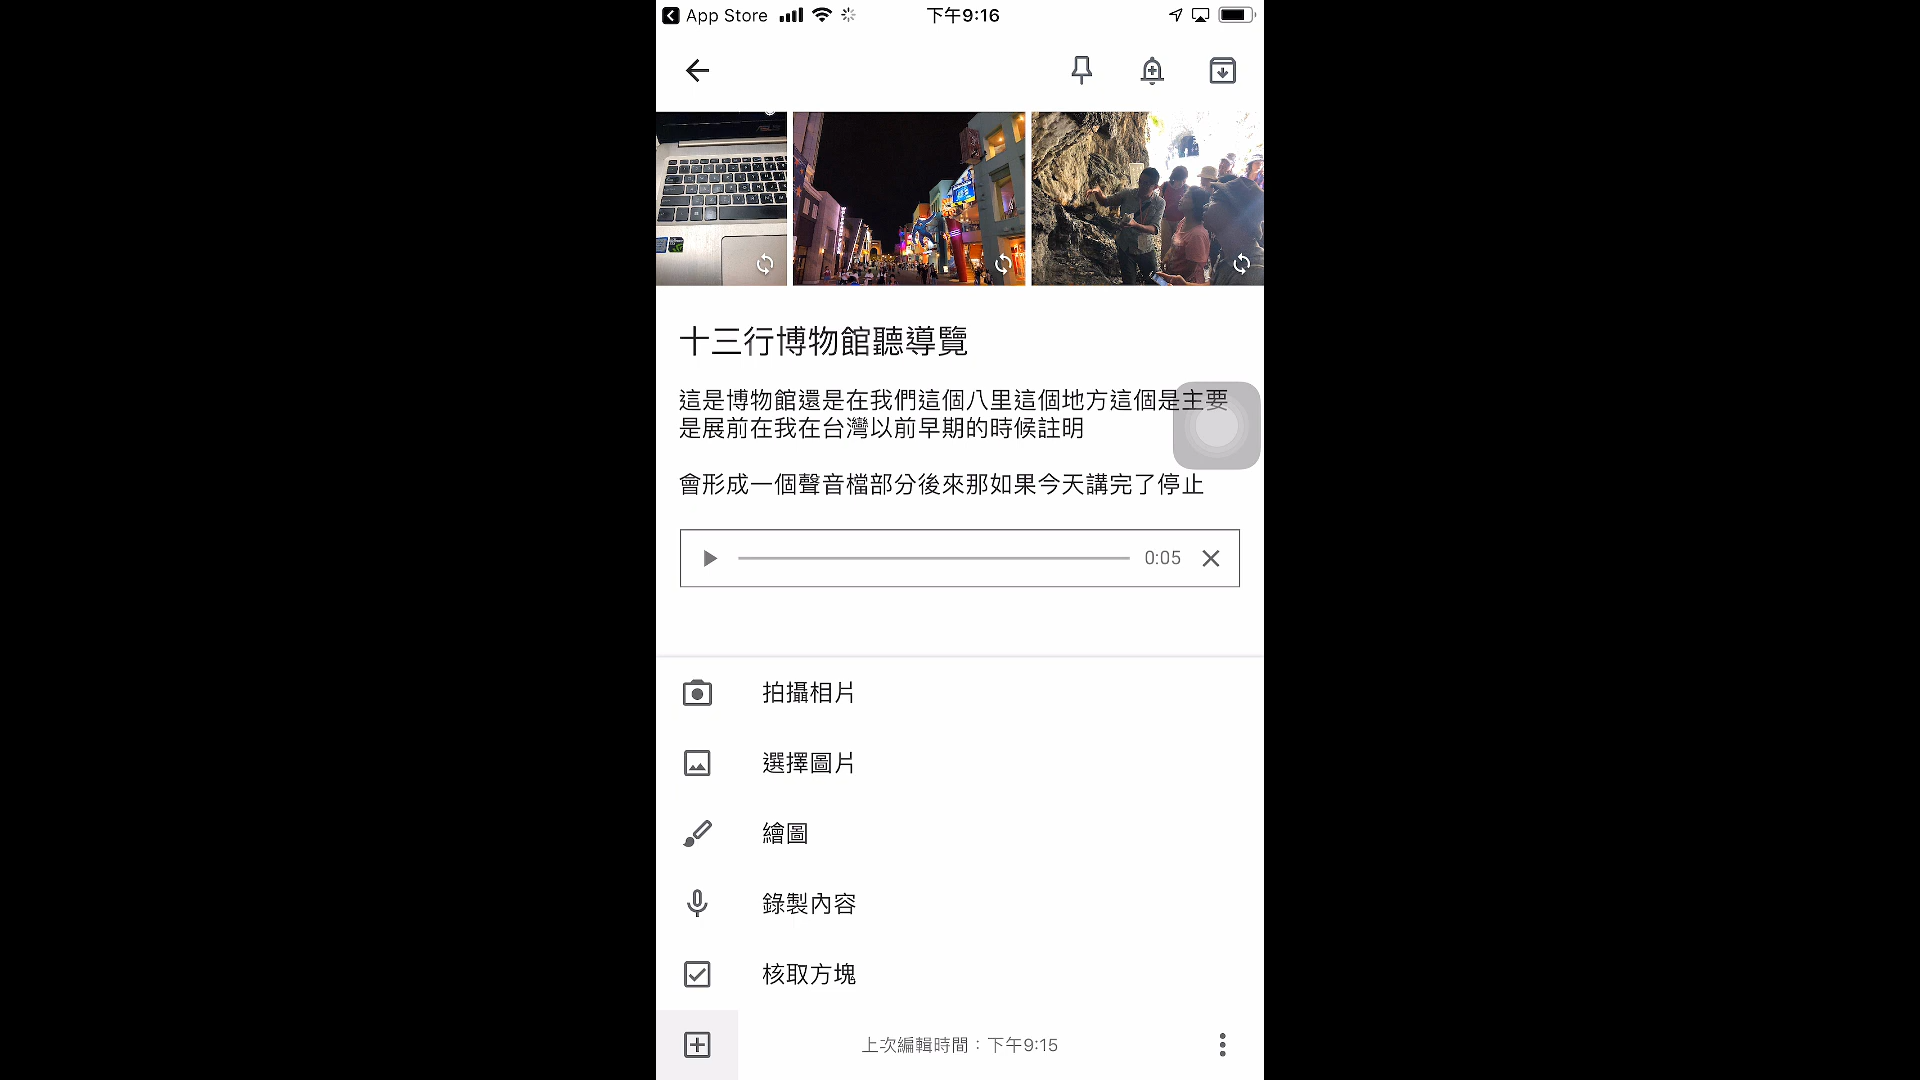 App Store
下午9:16
十三行博物館聽導覽
這是博物館還是在我們這個八里這個地方這個是主要
是展前在我在台灣以前早期的時候註明
會形成一個聲音檔部分後來那如果今天講完了停止
0:05
拍攝相片
選擇圖片
繪圖
錄製內容
核取方塊
上次編輯時間：下午9:15